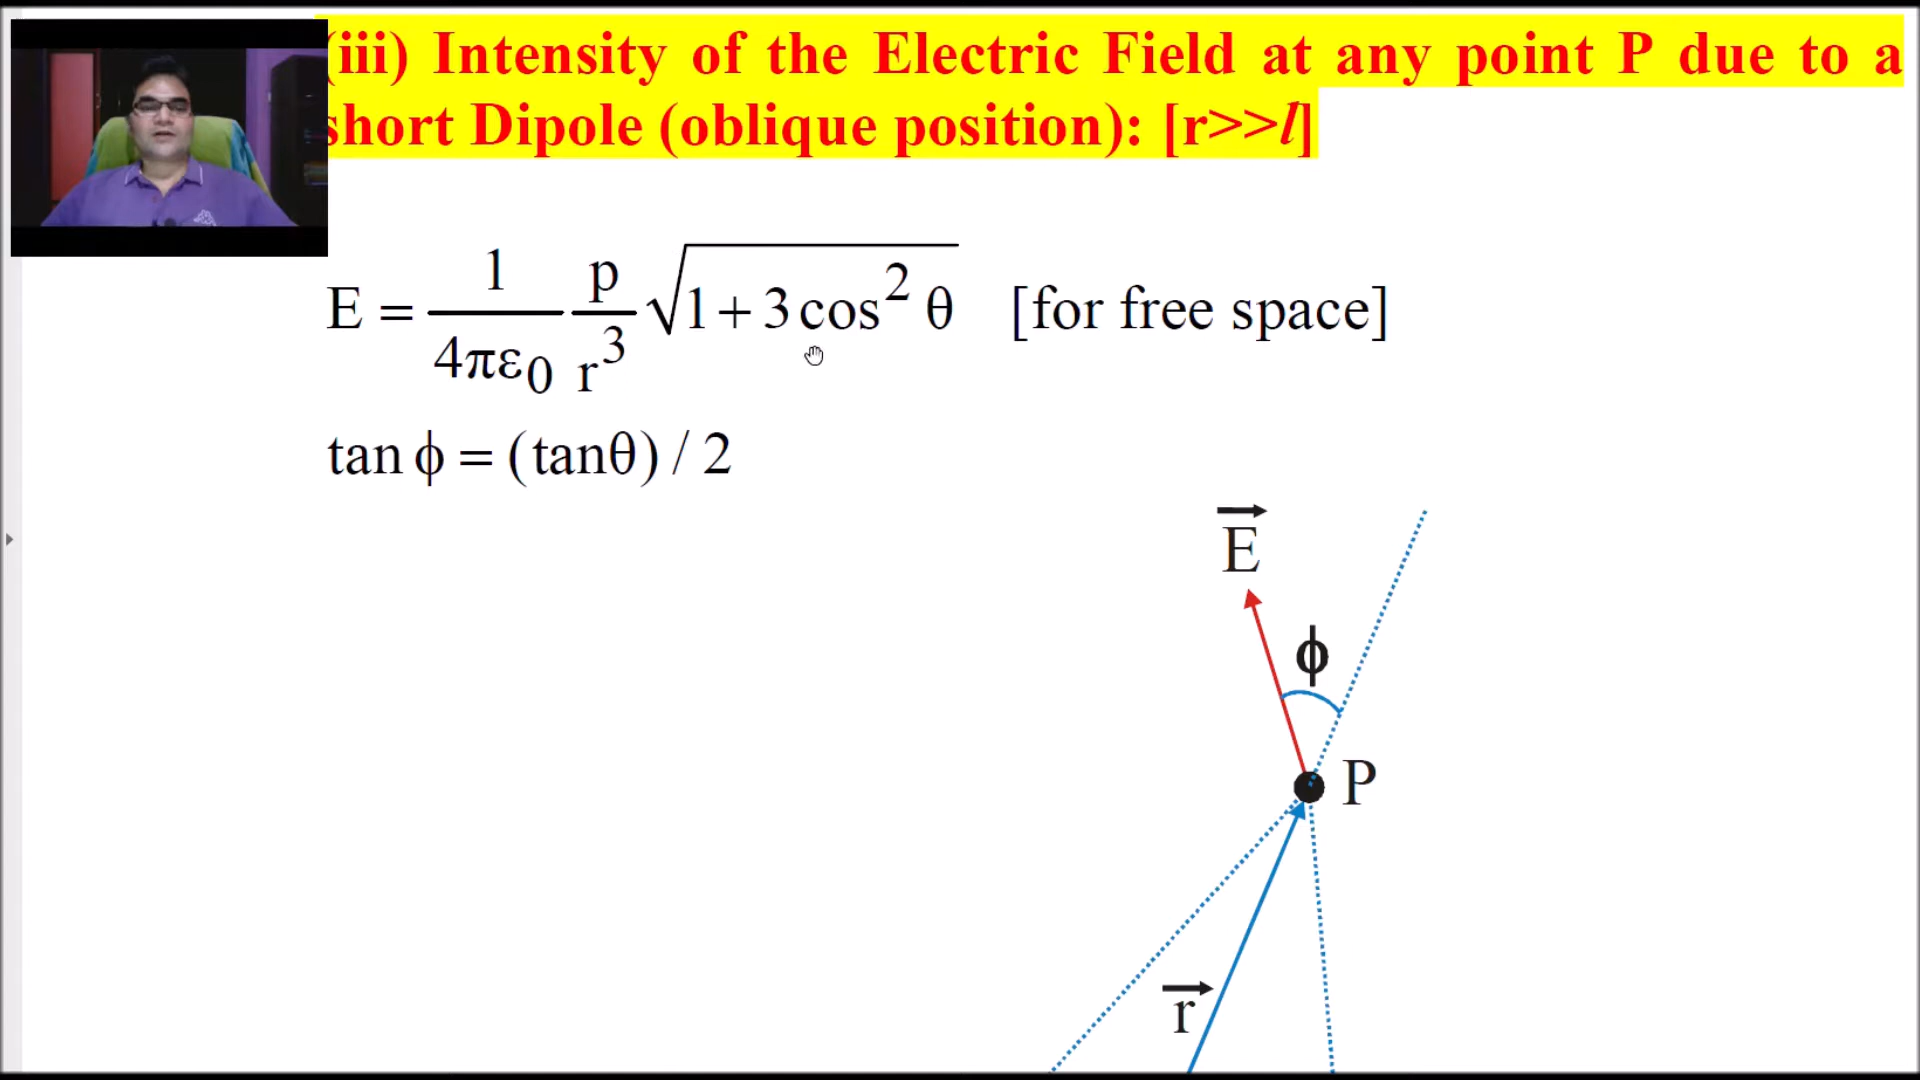 (iii) Intensity of the Electric Field at any point P due to a
short Dipole (oblique position): [r>>l]
E = 1/4πε₀ p/r³ √1+3cos² θ [for free space]
tan ϕ = (tanθ) / 2
E⃗
ϕ
P
r⃗